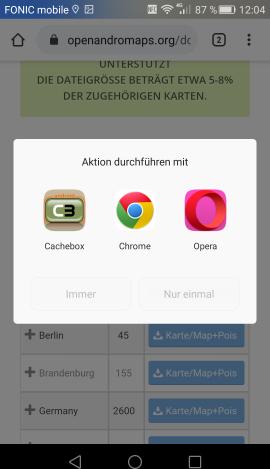 FONIC mobile 87 % 12:04
openandromaps.org/do 2
UNTERSTÜTZT
DIE DATEIGRÖSSE BETRÄGT ETWA 5-8%
DER ZUGEHÖRIGEN KARTEN.
Aktion durchführen mit
Cachebox Chrome Opera
Immer Nur einmal
Berlin 45 Karte/Map+Pois
Brandenburg 155 Karte/Map+Pois
Germany 2600 Karte/Map+Pois